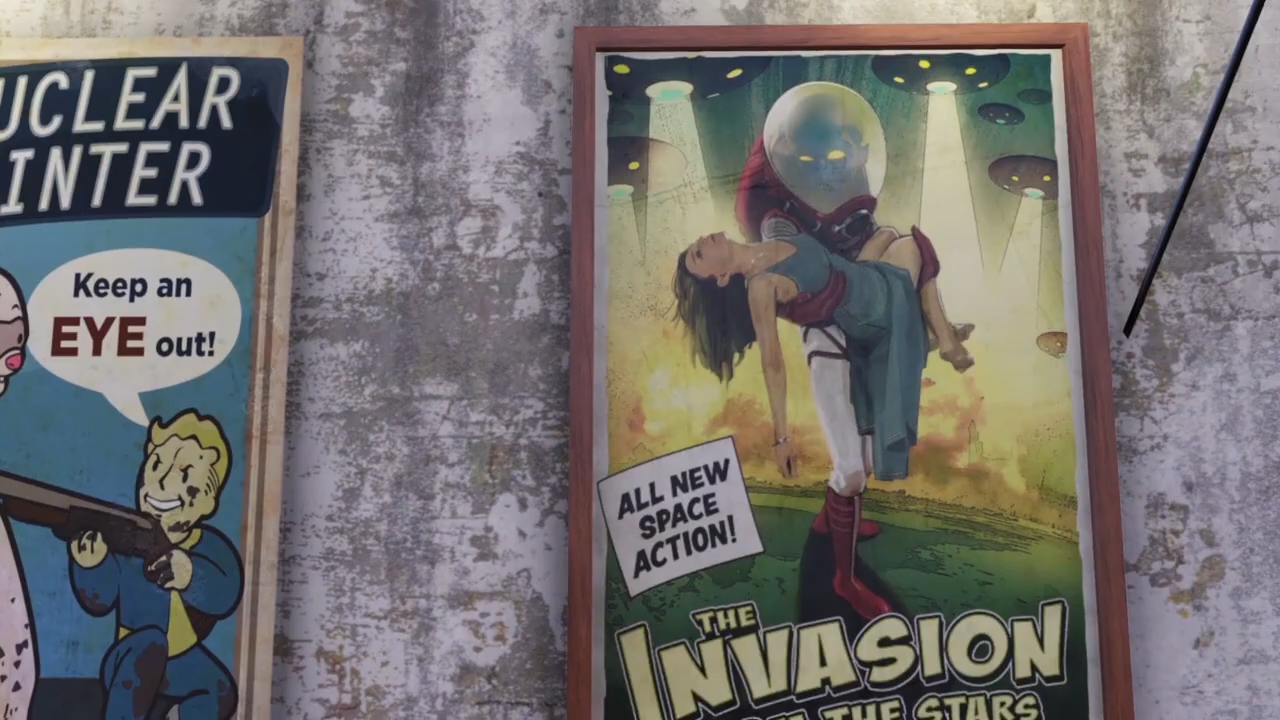 UCLEAR
INTER
Keep an
EYE out!
ALL NEW
SPACE
ACTION!
THE
INVASION
THE STARS